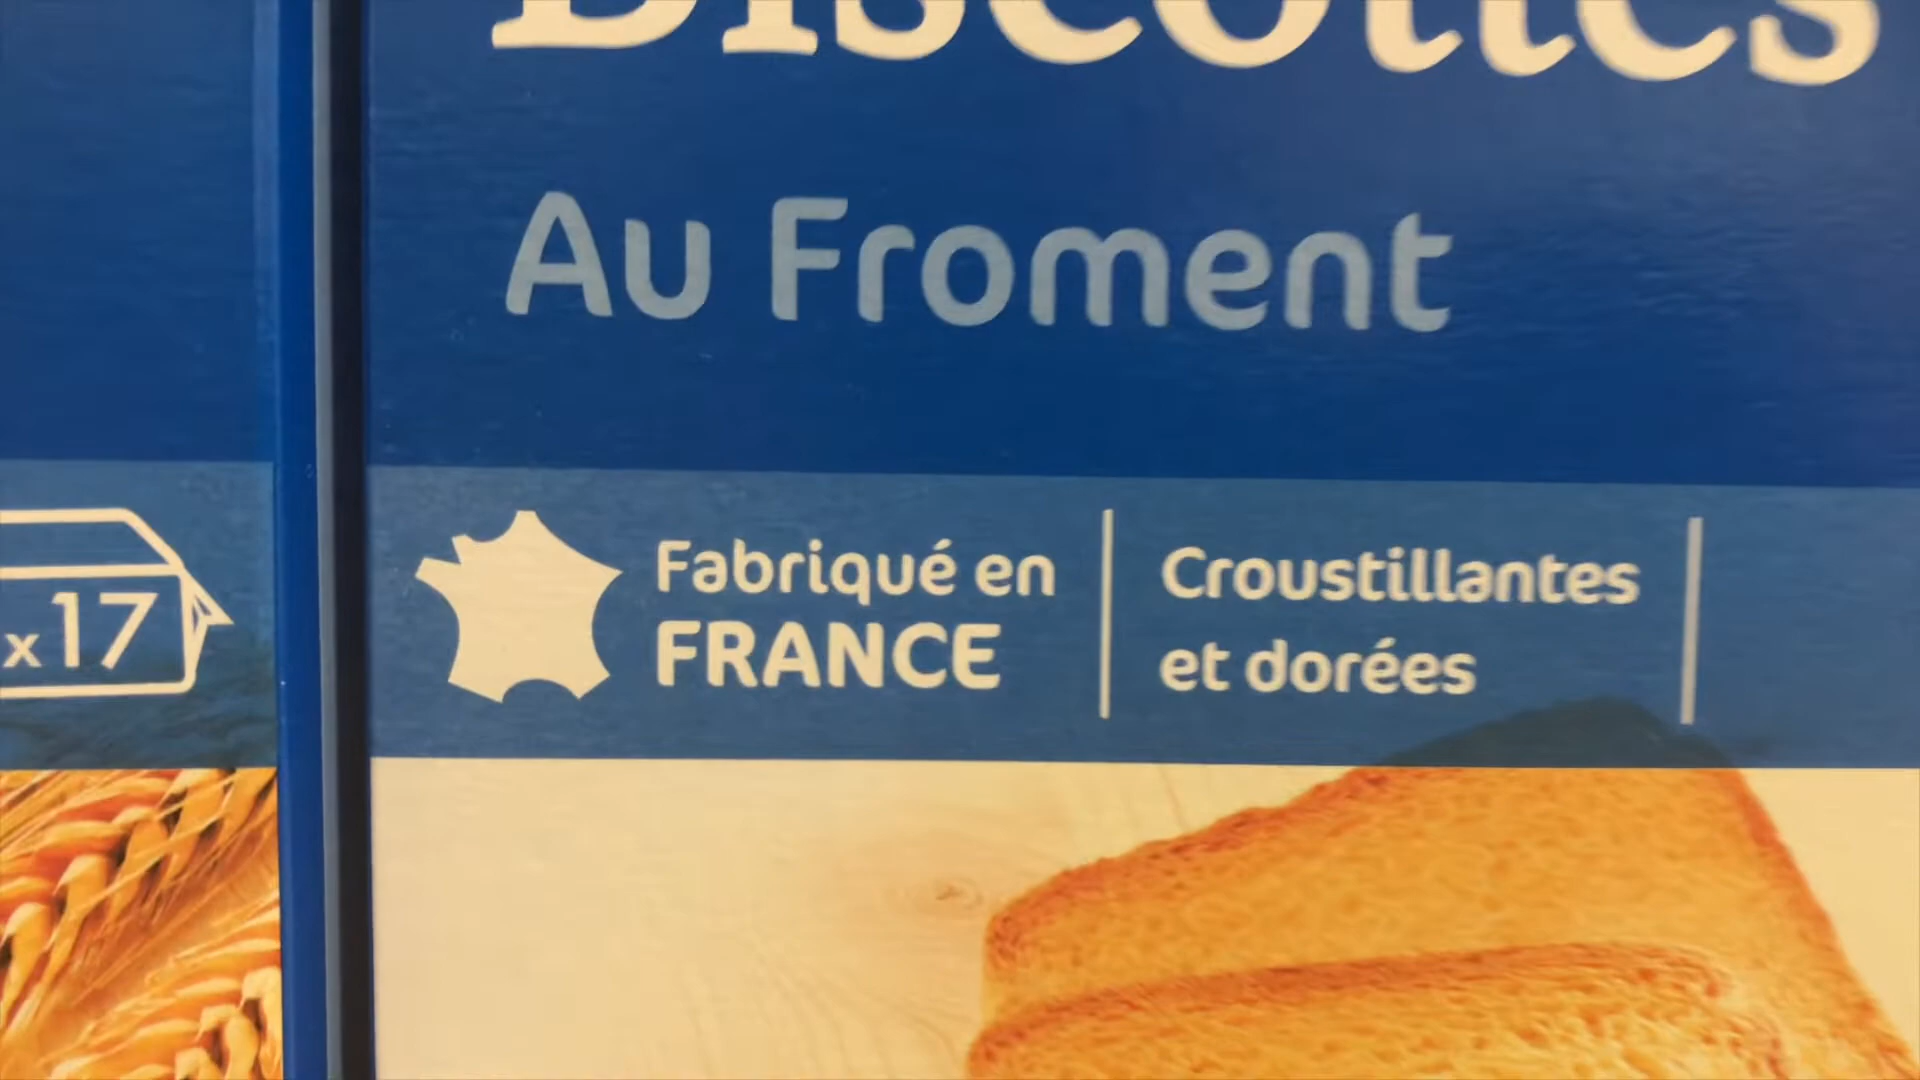 Biscottes
Au Froment
x17
Fabriqué en
FRANCE
Croustillantes
et dorées